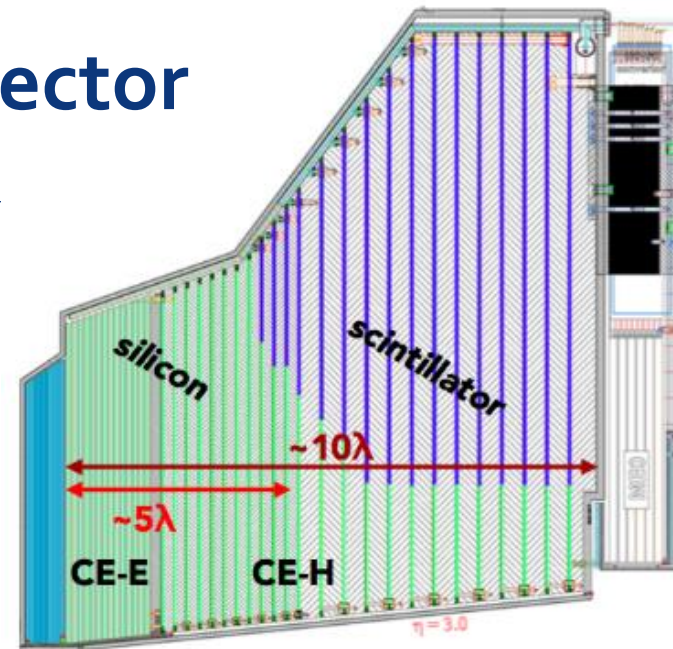 ector
silicon
scintillator
~10λ
~5λ
CE-E
CE-H
η = 3.0